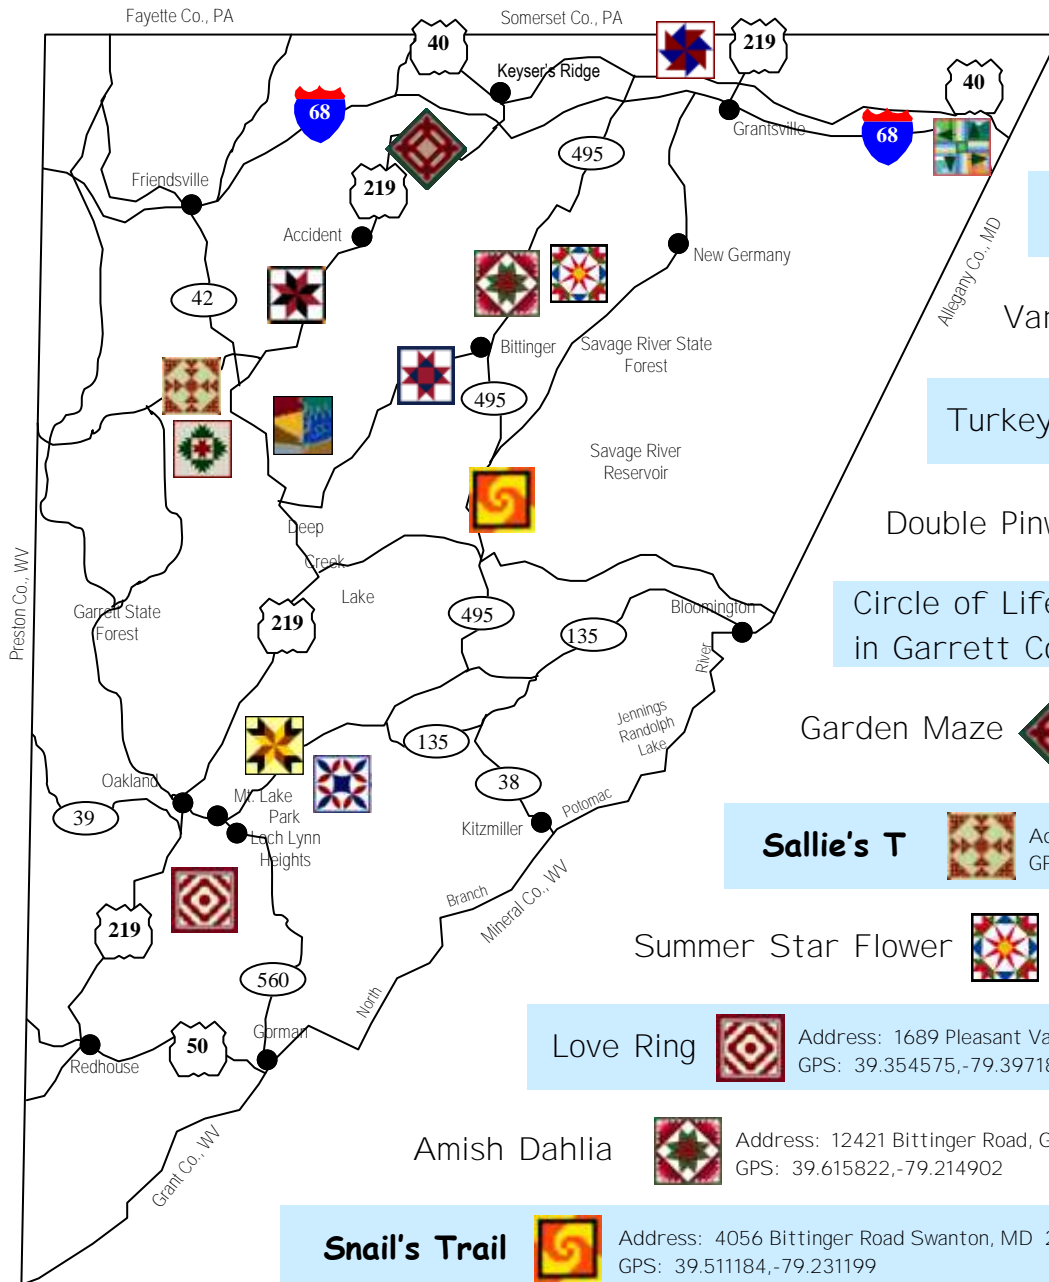 Fayette Co., PA
Somerset Co., PA
40
219
Keyser's Ridge
40
68
Grantsville
68
495
Friendsville
219
Accident
New Germany
Allegany Co., MD
42
Van
Bittinger
Savage River State
Forest
495
Turkey
Savage River
Reservoir
Double Pinw
Deep
Creek
Lake
Preston Co., WV
Garrett State
Forest
219
495
135
Bloomington
Circle of Life
in Garrett Co
River
Jennings
Randolph
Lake
Garden Maze
135
Oakland
38
Mt. Lake
Park
Loch Lynn
Heights
39
Kitzmiller
Potomac
Sallie's T
Ad
GP
Branch
Mineral Co., WV
219
Summer Star Flower
560
North
Gorman
50
Redhouse
Love Ring
Address: 1689 Pleasant Va
GPS: 39.354575,-79.39718
Amish Dahlia
Address: 12421 Bittinger Road, G
GPS: 39.615822,-79.214902
Grant Co., WV
Snail's Trail
Address: 4056 Bittinger Road Swanton, MD 2
GPS: 39.511184,-79.231199